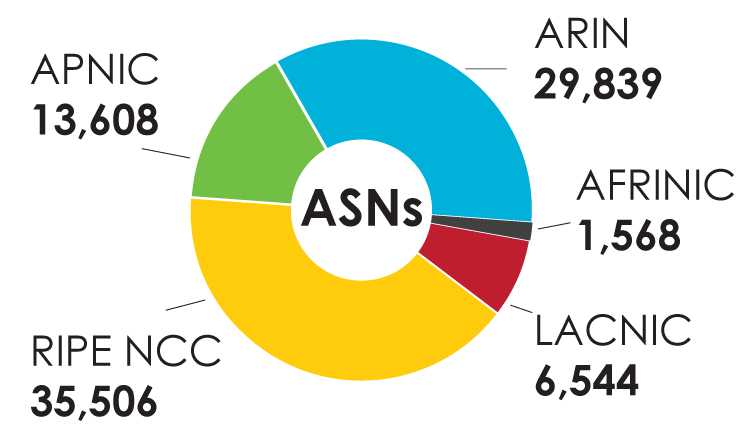 ARIN
29,839
APNIC
13,608
ASNs
AFRINIC
1,568
RIPE NCC
35,506
LACNIC
6,544